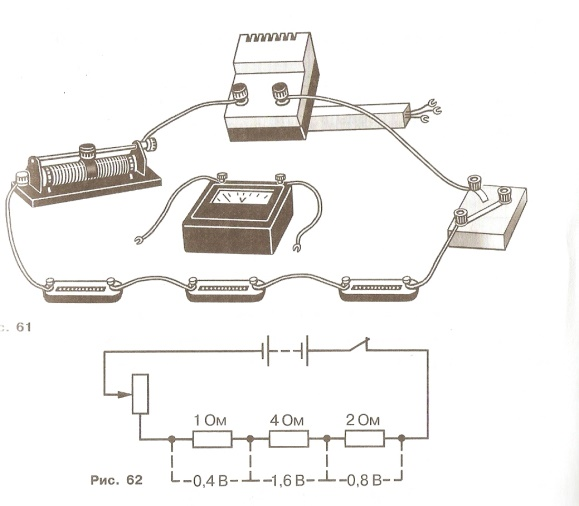 V
с. 61
1 Ом 4 Ом 2 Ом
0,4 В 1,6 В 0,8 В
Рис. 62